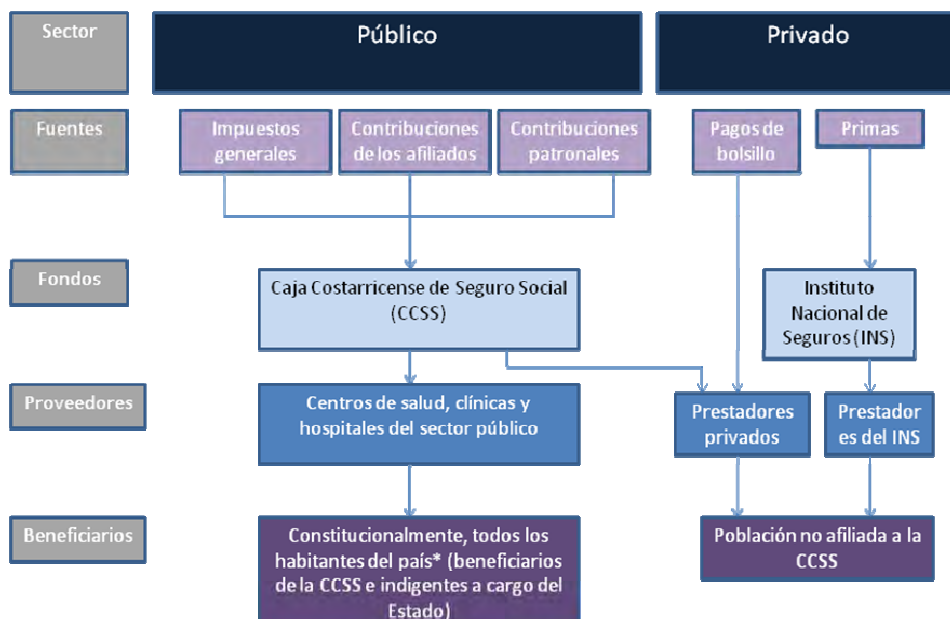 Sector
Público
Privado
Fuentes
Impuestos
generales
Contribuciones
de los afiliados
Contribuciones
patronales
Pagos de
bolsillo
Primas
Fondos
Caja Costarricense de Seguro Social
(CCSS)
Instituto
Nacional de
Seguros (INS)
Proveedores
Centros de salud, clínicas y
hospitales del sector público
Prestadores
privados
Prestador
es del INS
Beneficiarios
Constitucionalmente, todos los
habitantes del país* (beneficiarios
de la CCSS e indigentes a cargo del
Estado)
Población no afiliada a la
CCSS